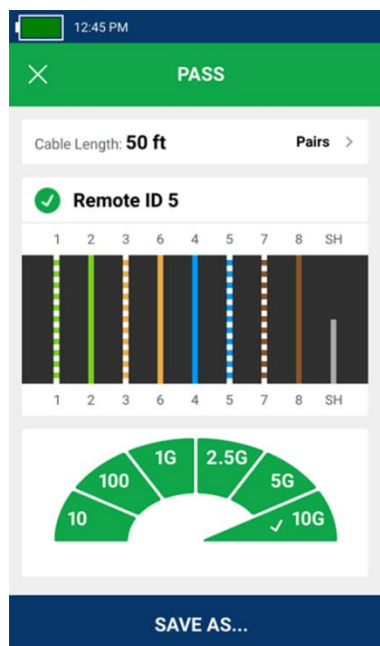 12:45 PM
PASS
Cable Length: 50 ft Pairs >
Remote ID 5
1 2 3 6 4 5 7 8 SH
1 2 3 6 4 5 7 8 SH
10 100 1G 2.5G 5G 10G
SAVE AS...